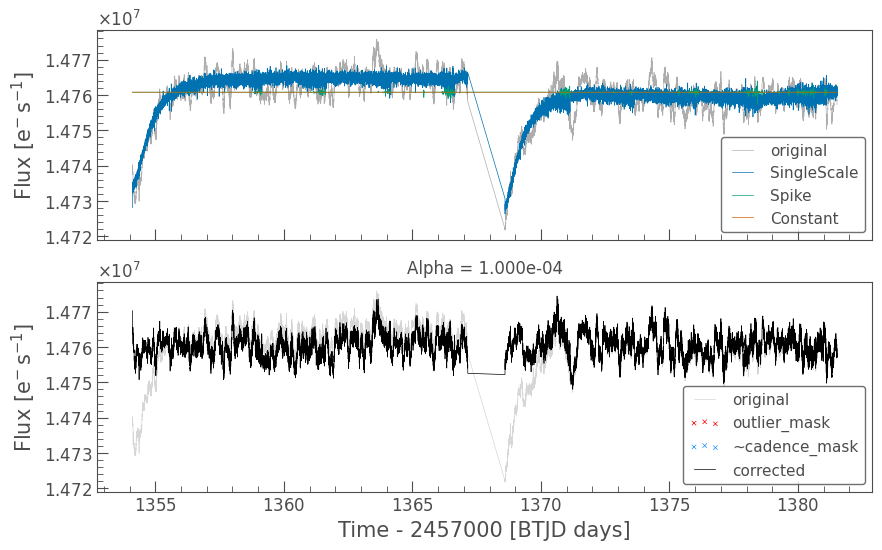 ×10⁷
1.477
1.476
1.475
1.474
1.473
1.472
Flux [e⁻ s⁻¹]
original
SingleScale
Spike
Constant
Alpha = 1.000e-04
×10⁷
1.477
1.476
1.475
1.474
1.473
1.472
Flux [e⁻ s⁻¹]
original
outlier_mask
~cadence_mask
corrected
1355 1360 1365 1370 1375 1380
Time - 2457000 [BTJD days]